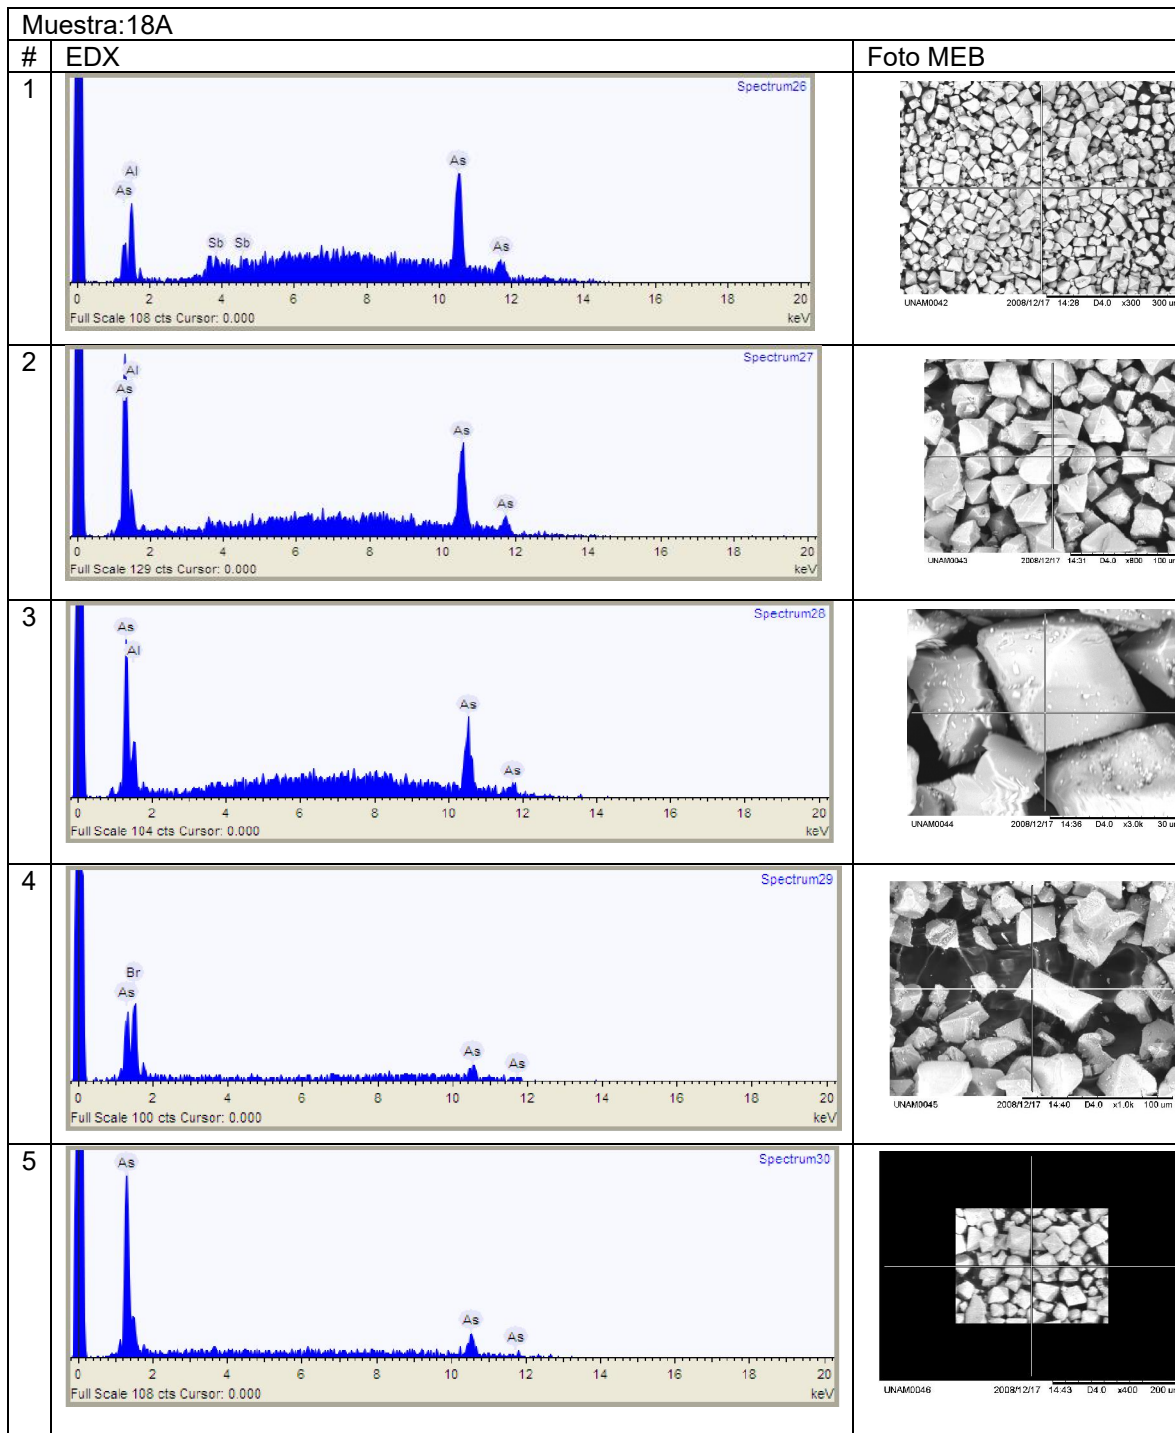 Muestra:18A
# EDX Foto MEB
1
Spectrum26
As
Al
As
Sb Sb
As
0 2 4 6 8 10 12 14 16 18 20
Full Scale 108 cts Cursor: 0.000 keV
UNAM0042 2008/12/17 14:28 D4.0 x300 300 um
2
Spectrum27
Al
As
As
As
0 2 4 6 8 10 12 14 16 18 20
Full Scale 129 cts Cursor: 0.000 keV
UNAM0043 2008/12/17 14:31 D4.0 x800 100 um
3
Spectrum28
As
Al
As
As
0 2 4 6 8 10 12 14 16 18 20
Full Scale 104 cts Cursor: 0.000 keV
UNAM0044 2008/12/17 14:36 D4.0 x3.0k 30 um
4
Spectrum29
Br
As
As As
0 2 4 6 8 10 12 14 16 18 20
Full Scale 100 cts Cursor: 0.000 keV
UNAM0045 2008/12/17 14:40 D4.0 x1.0k 100 um
5
Spectrum30
As
As
As
0 2 4 6 8 10 12 14 16 18 20
Full Scale 108 cts Cursor: 0.000 keV
UNAM0046 2008/12/17 14:43 D4.0 x400 200 um